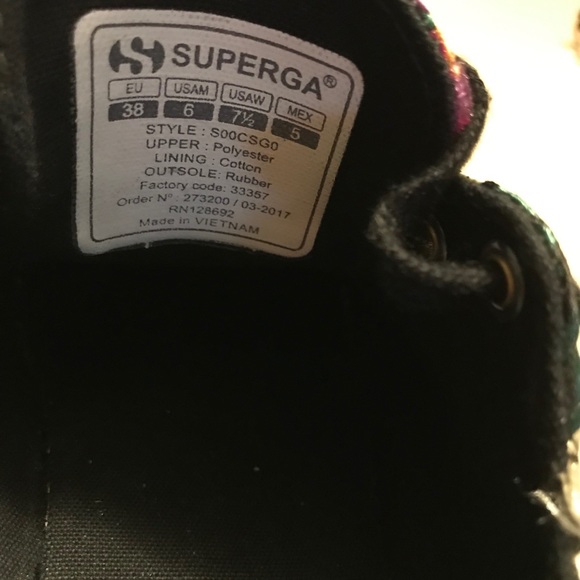 SUPERGA®
EU USAM USAW MEX
38 6 7½ 5
STYLE : S00CSG0
UPPER : Polyester
LINING : Cotton
OUTSOLE: Rubber
Factory code: 33357
Order N° : 273200 / 03-2017
RN128692
Made in VIETNAM